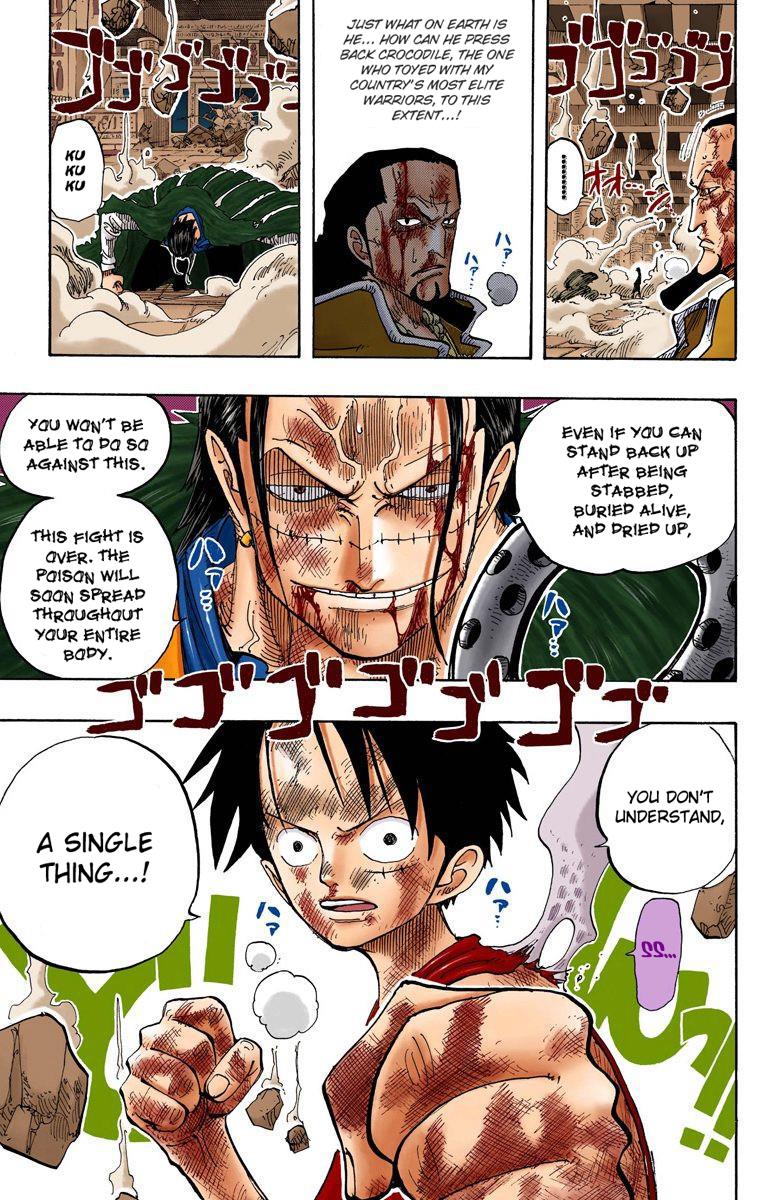 ゴゴゴゴゴ
オオ…ン
JUST WHAT ON EARTH IS
HE... HOW CAN HE PRESS
BACK CROCODILE, THE ONE
WHO TOYED WITH MY
COUNTRY'S MOST ELITE
WARRIORS, TO THIS
EXTENT...!
ハァ…
ハァ…
ゴゴゴゴゴゴ
KU
KU
KU
EVEN IF YOU CAN
STAND BACK UP
AFTER BEING
STABBED,
BURIED ALIVE,
AND DRIED UP,
ハァ…
ハァ…
YOU WON'T BE
ABLE TO DO SO
AGAINST THIS.
THIS FIGHT IS
OVER. THE
POISON WILL
SOON SPREAD
THROUGHOUT
YOUR ENTIRE
BODY.
ゴゴゴゴゴゴゴ
YOU DON'T
UNDERSTAND,
ハァ…
ハァ…
A SINGLE
THING...!